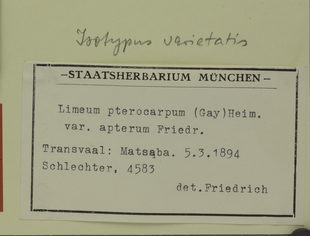 Isotypus varietatis
-STAATSHERBARIUM MÜNCHEN-
Limeum pterocarpum (Gay)Heim.
var. apterum Friedr.
Transvaal: Matsaba. 5.3.1894
Schlechter, 4583
det.Friedrich